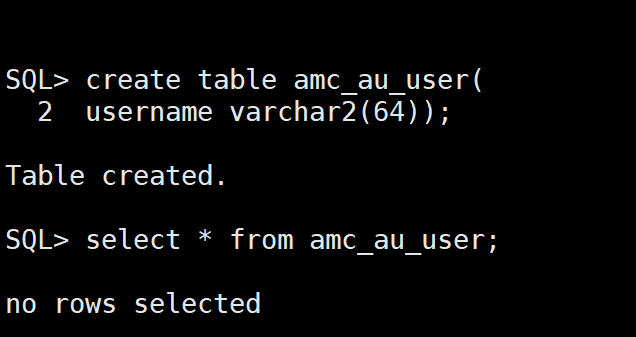 SQL> create table amc_au_user(
  2  username varchar2(64));
Table created.
SQL> select * from amc_au_user;
no rows selected